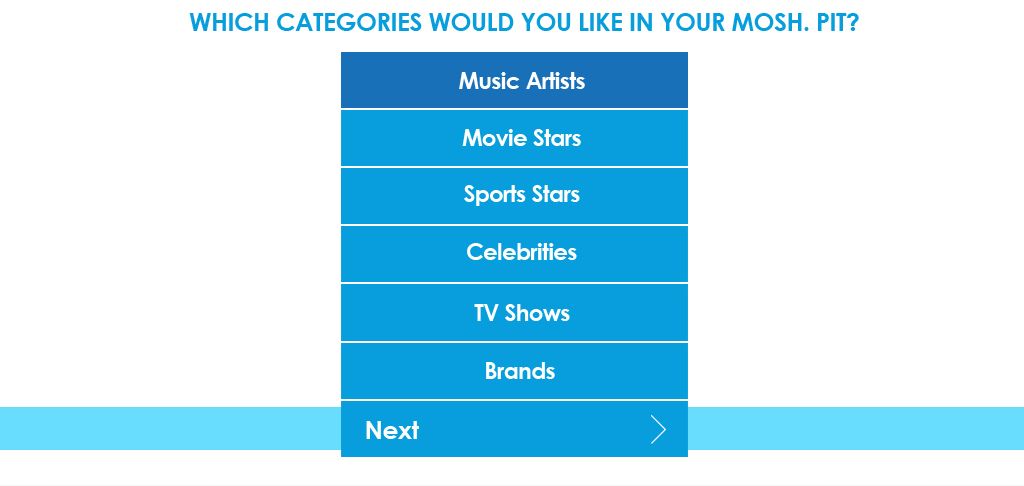 WHICH CATEGORIES WOULD YOU LIKE IN YOUR MOSH. PIT?
Music Artists
Movie Stars
Sports Stars
Celebrities
TV Shows
Brands
Next